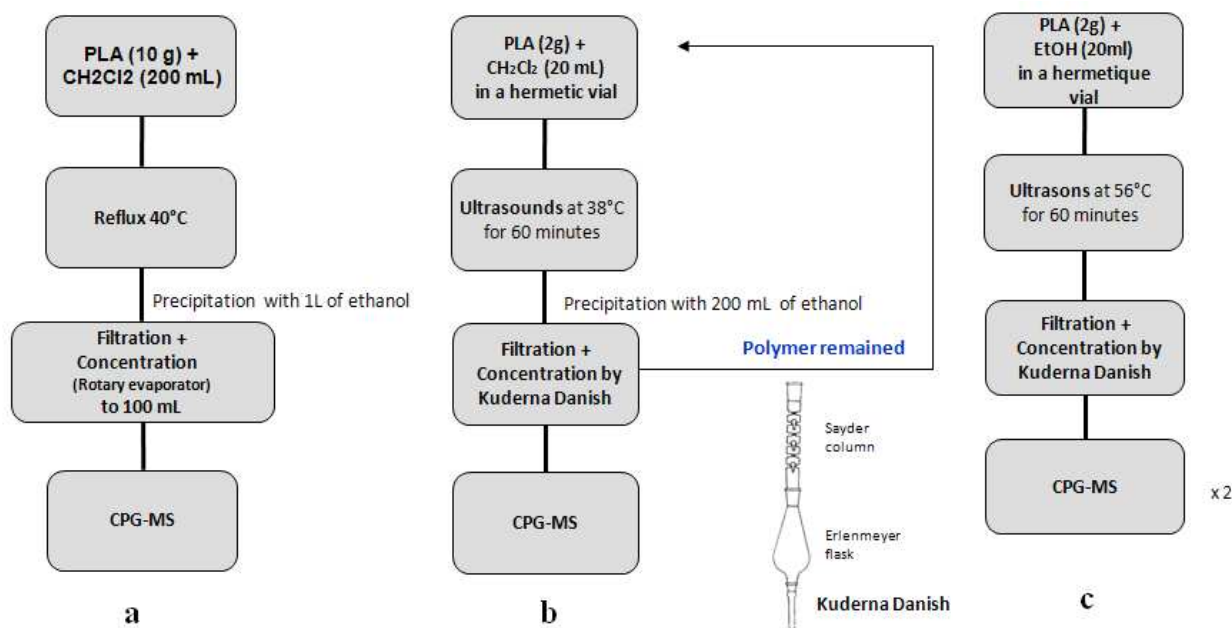 PLA (10 g) +
CH2Cl2 (200 mL)
Reflux 40°C
Precipitation with 1L of ethanol
Filtration +
Concentration
(Rotary evaporator)
to 100 mL
CPG-MS
a
PLA (2g) +
CH₂Cl₂ (20 mL)
in a hermetic vial
Ultrasounds at 38°C
for 60 minutes
Precipitation with 200 mL of ethanol
Filtration +
Concentration by
Kuderna Danish
Polymer remained
CPG-MS
b
Sayder
column
Erlenmeyer
flask
Kuderna Danish
PLA (2g) +
EtOH (20ml)
in a hermetique
vial
Ultrasons at 56°C
for 60 minutes
Filtration +
Concentration by
Kuderna Danish
CPG-MS
x 2
c